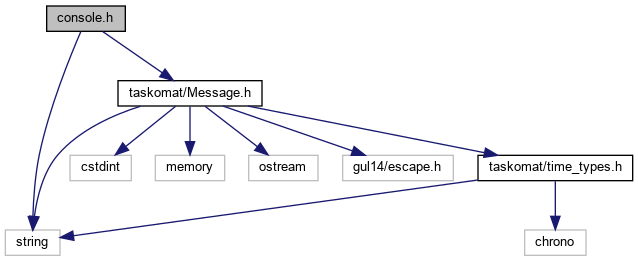 console.h
taskomat/Message.h
cstdint
memory
ostream
gul14/escape.h
taskomat/time_types.h
string
chrono